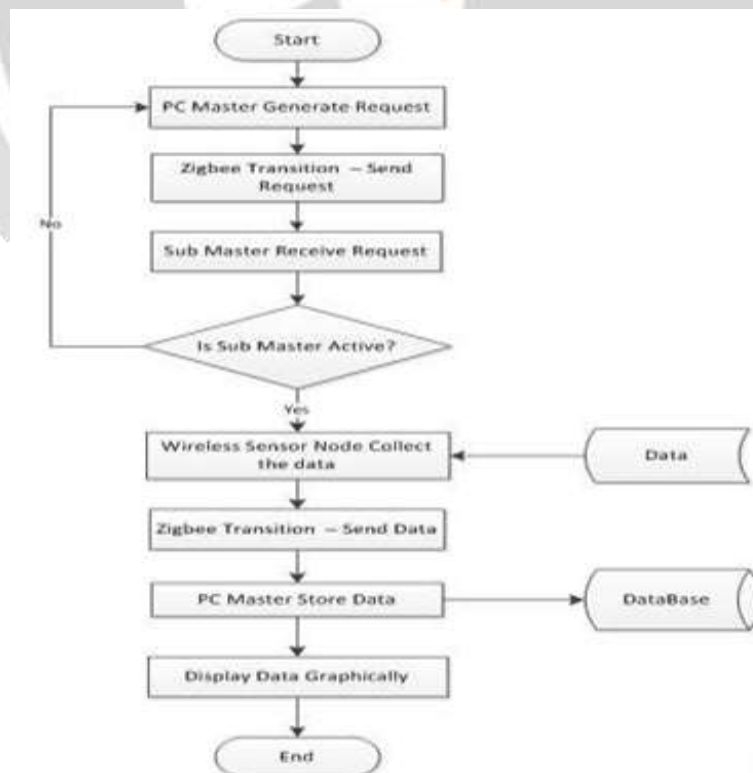 Start
PC Master Generate Request
Zigbee Transition – Send
Request
No
Sub Master Receive Request
Is Sub Master Active?
Yes
Wireless Sensor Node Collect
the data
Data
Zigbee Transition – Send Data
PC Master Store Data
DataBase
Display Data Graphically
End